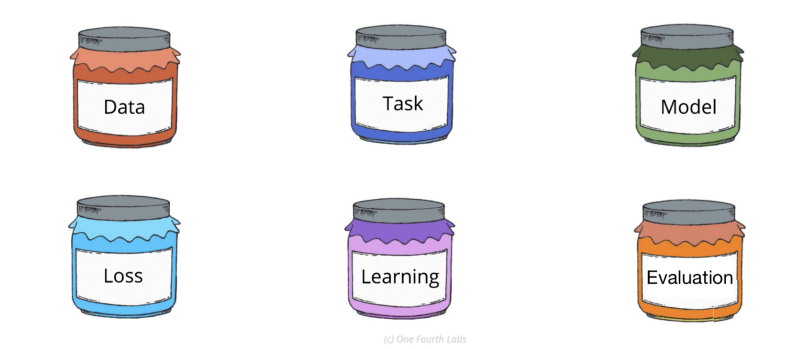 Data
Task
Model
Loss
Learning
Evaluation
(c) One Fourth Labs